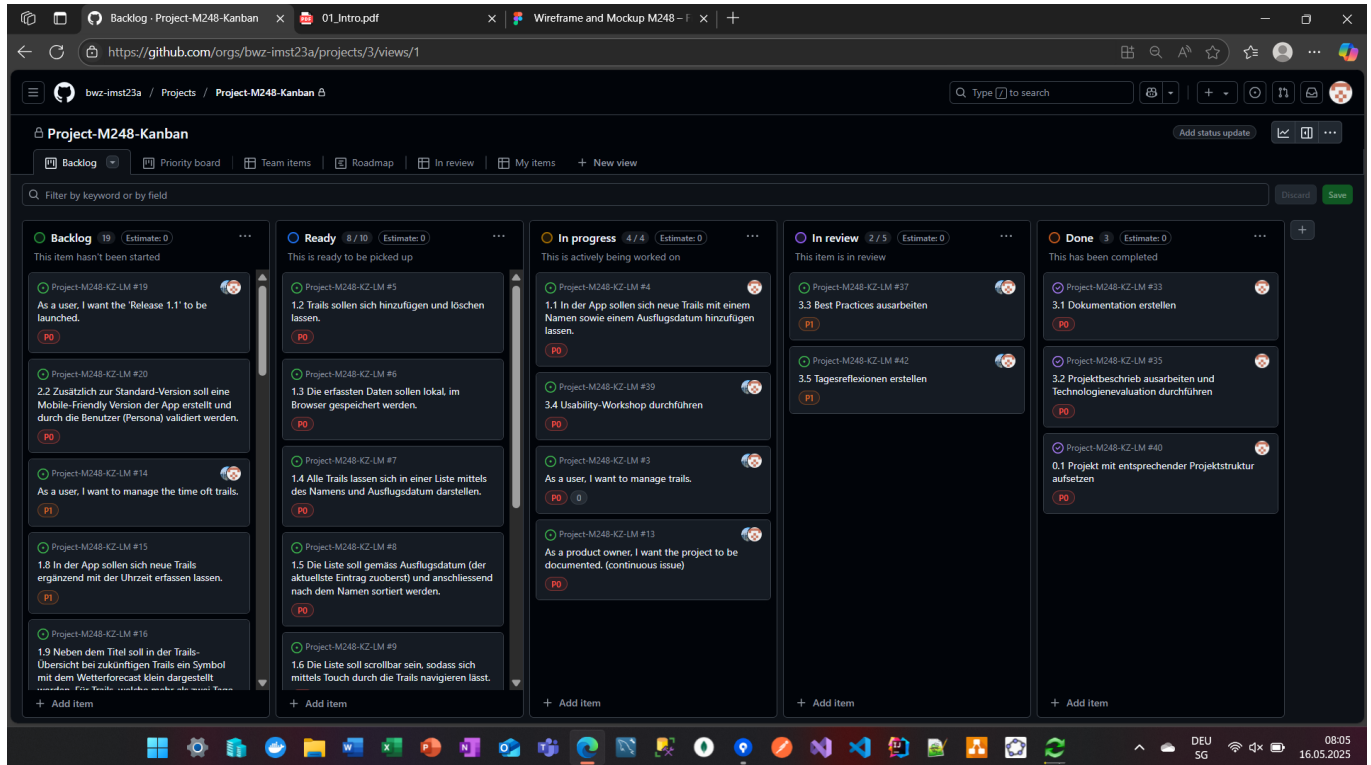 Backlog · Project-M248-Kanban
01_Intro.pdf
Wireframe and Mockup M248 – F
https://github.com/orgs/bwz-imst23a/projects/3/views/1
bwz-imst23a / Projects / Project-M248-Kanban
Type / to search
Project-M248-Kanban
Add status update
Backlog
Priority board
Team items
Roadmap
In review
My items
+ New view
Filter by keyword or by field
Discard
Save
Backlog 19 Estimate: 0
This item hasn't been started
Project-M248-KZ-LM #19
As a user, I want the 'Release 1.1' to be
launched.
P0
Project-M248-KZ-LM #20
2.2 Zusätzlich zur Standard-Version soll eine
Mobile-Friendly Version der App erstellt und
durch die Benutzer (Persona) validiert werden.
P0
Project-M248-KZ-LM #14
As a user, I want to manage the time oft trails.
P1
Project-M248-KZ-LM #15
1.8 In der App sollen sich neue Trails
ergänzend mit der Uhrzeit erfassen lassen.
P1
Project-M248-KZ-LM #16
1.9 Neben dem Titel soll in der Trails-
Übersicht bei zukünftigen Trails ein Symbol
mit dem Wetterforecast klein dargestellt
werden. Für Trails, welche mehr als zwei Tage
+ Add item
Ready 8 / 10 Estimate: 0
This is ready to be picked up
Project-M248-KZ-LM #5
1.2 Trails sollen sich hinzufügen und löschen
lassen.
P0
Project-M248-KZ-LM #6
1.3 Die erfassten Daten sollen lokal, im
Browser gespeichert werden.
P0
Project-M248-KZ-LM #7
1.4 Alle Trails lassen sich in einer Liste mittels
des Namens und Ausflugsdatum darstellen.
P0
Project-M248-KZ-LM #8
1.5 Die Liste soll gemäss Ausflugsdatum (der
aktuellste Eintrag zuoberst) und anschliessend
nach dem Namen sortiert werden.
P0
Project-M248-KZ-LM #9
1.6 Die Liste soll scrollbar sein, sodass sich
mittels Touch durch die Trails navigieren lässt.
+ Add item
In progress 4 / 4 Estimate: 0
This is actively being worked on
Project-M248-KZ-LM #4
1.1 In der App sollen sich neue Trails mit einem
Namen sowie einem Ausflugsdatum hinzufügen
lassen.
P0
Project-M248-KZ-LM #39
3.4 Usability-Workshop durchführen
P0
Project-M248-KZ-LM #3
As a user, I want to manage trails.
P0 0
Project-M248-KZ-LM #13
As a product owner, I want the project to be
documented. (continuous issue)
P0
+ Add item
In review 2 / 5 Estimate: 0
This item is in review
Project-M248-KZ-LM #37
3.3 Best Practices ausarbeiten
P1
Project-M248-KZ-LM #42
3.5 Tagesreflexionen erstellen
P1
+ Add item
Done 3 Estimate: 0
This has been completed
Project-M248-KZ-LM #33
3.1 Dokumentation erstellen
P0
Project-M248-KZ-LM #35
3.2 Projektbeschrieb ausarbeiten und
Technologienevaluation durchführen
P0
Project-M248-KZ-LM #40
0.1 Projekt mit entsprechender Projektstruktur
aufsetzen
P0
+ Add item
DEU
SG
08:05
16.05.2025